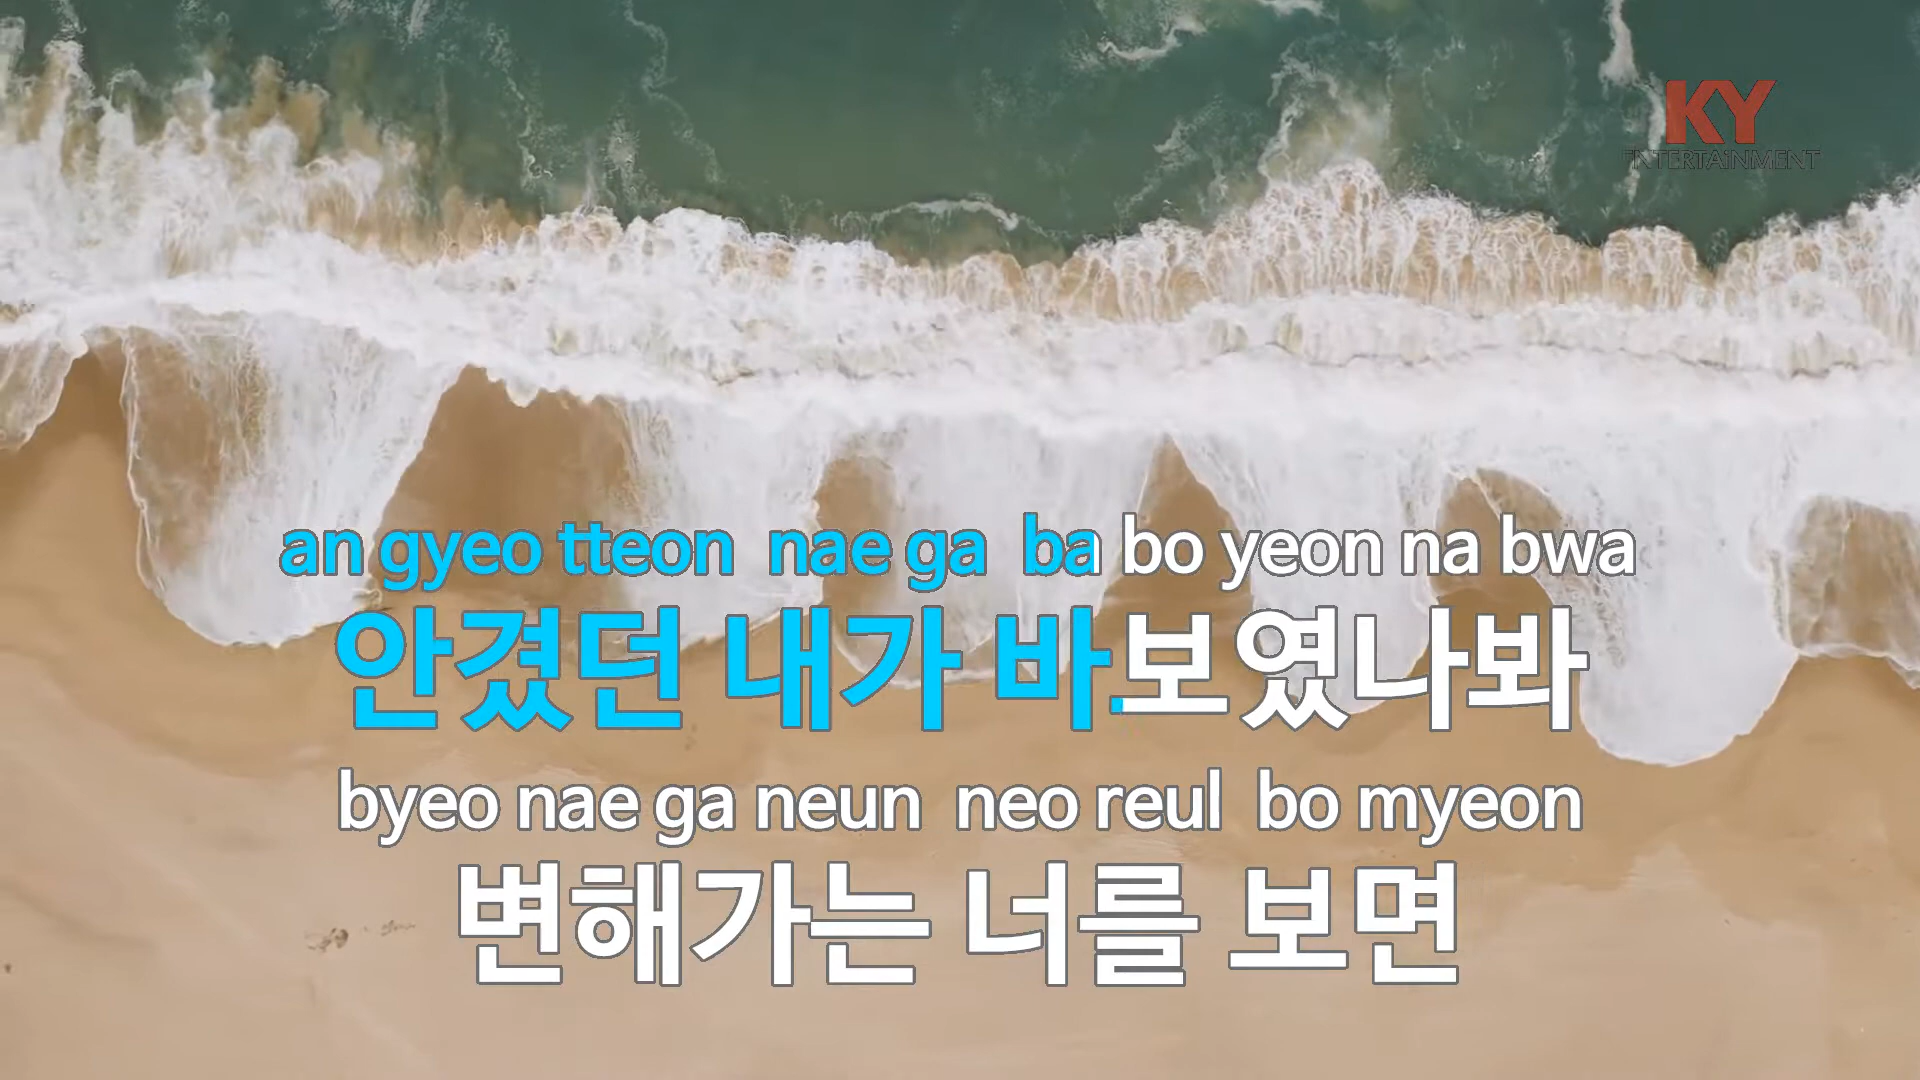 KY
ENTERTAINMENT
an gyeo tteon nae ga ba bo yeon na bwa
안겼던 내가 바보였나봐
byeo nae ga neun neo reul bo myeon
변해가는 너를 보면